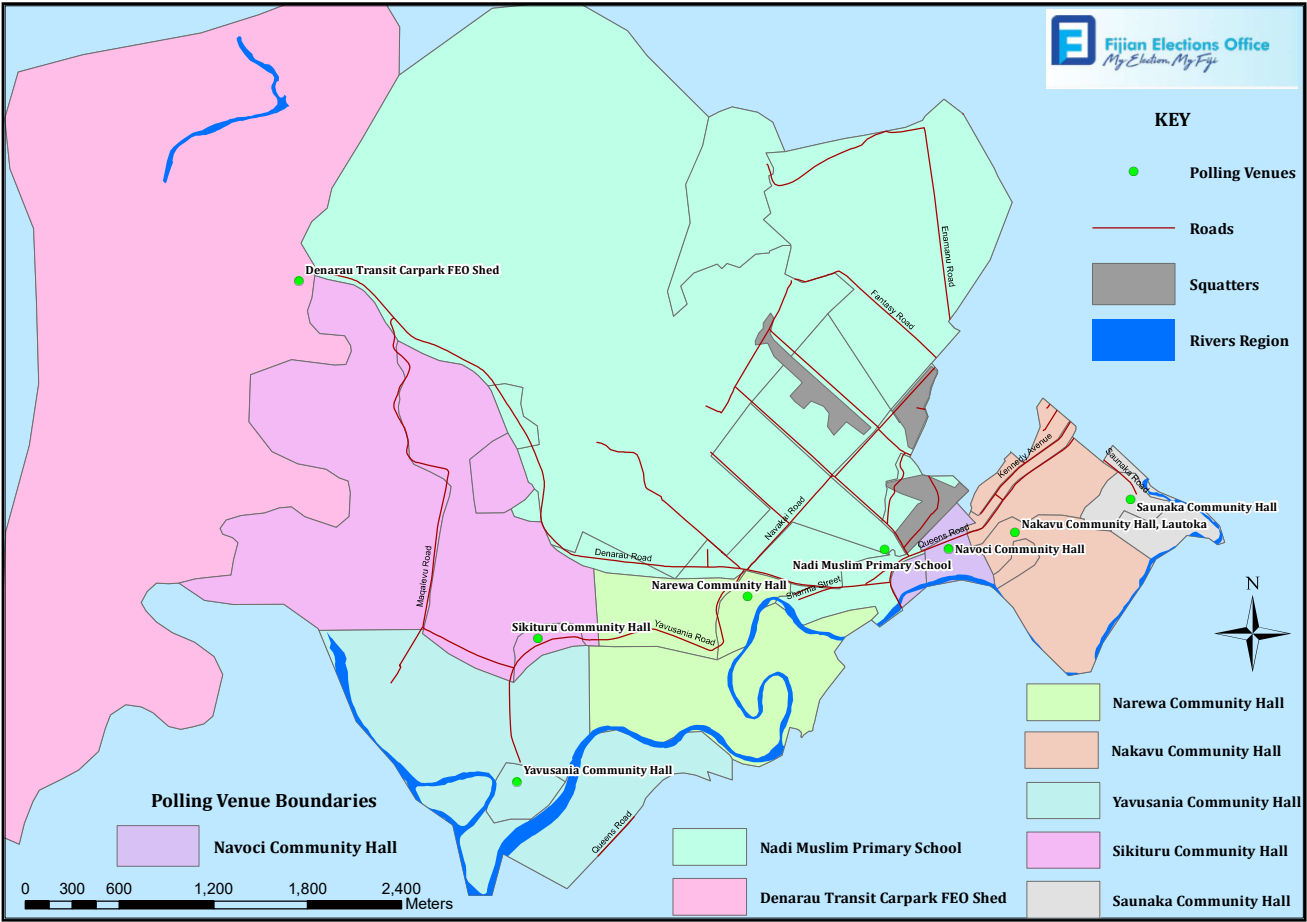 Fijian Elections Office
My Election, My Fiji
KEY
Polling Venues
Roads
Squatters
Rivers Region
Enamanu Road
Fantasy Road
Denarau Transit Carpark FEO Shed
Kennedy Avenue
Saunaka Road
Saunaka Community Hall
Nakavu Community Hall, Lautoka
Navakai Road
Queens Road
Navoci Community Hall
Denarau Road
Nadi Muslim Primary School
Maqalevu Road
Narewa Community Hall
Sharma Street
Sikituru Community Hall
Yavusania Road
N
Yavusania Community Hall
Queens Road
Polling Venue Boundaries
Navoci Community Hall
Nadi Muslim Primary School
Denarau Transit Carpark FEO Shed
Narewa Community Hall
Nakavu Community Hall
Yavusania Community Hall
Sikituru Community Hall
Saunaka Community Hall
0 300 600 1,200 1,800 2,400
Meters